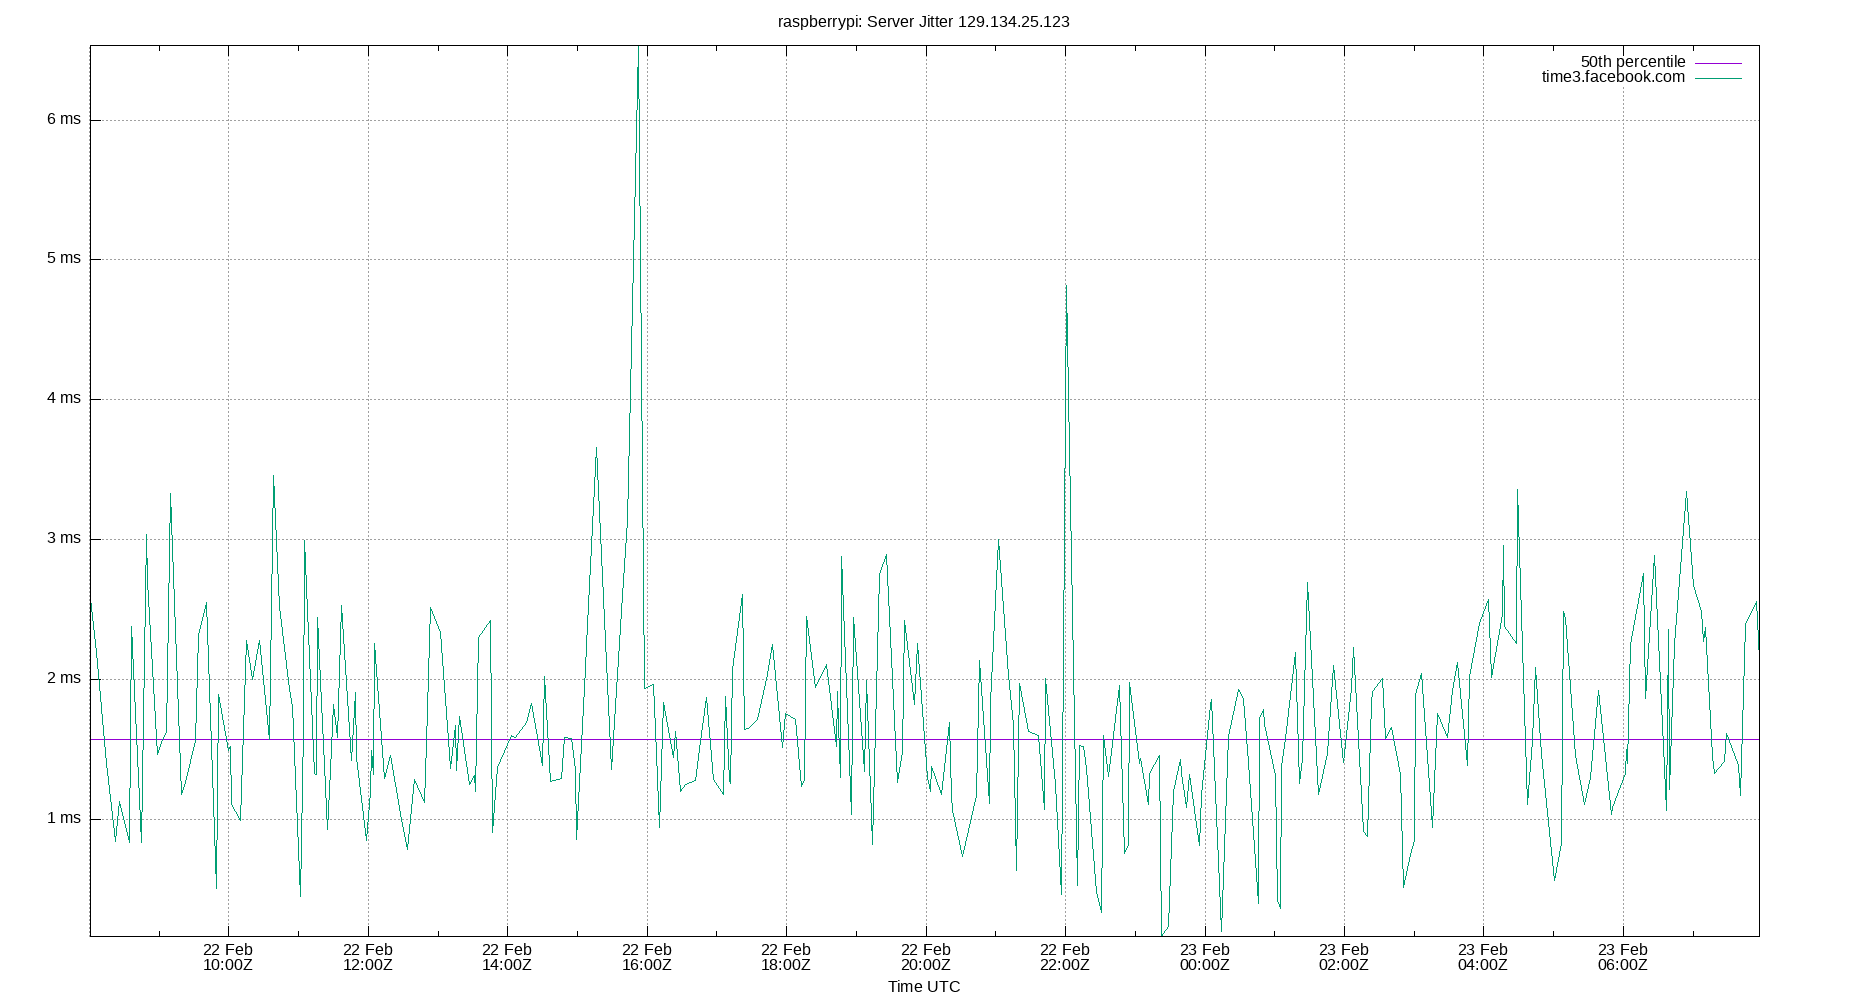 raspberrypi: Server Jitter 129.134.25.123
50th percentile
time3.facebook.com
6 ms
5 ms
4 ms
3 ms
2 ms
1 ms
22 Feb 22 Feb 22 Feb 22 Feb 22 Feb 22 Feb 22 Feb 23 Feb 23 Feb 23 Feb 23 Feb
10:00Z 12:00Z 14:00Z 16:00Z 18:00Z 20:00Z 22:00Z 00:00Z 02:00Z 04:00Z 06:00Z
Time UTC